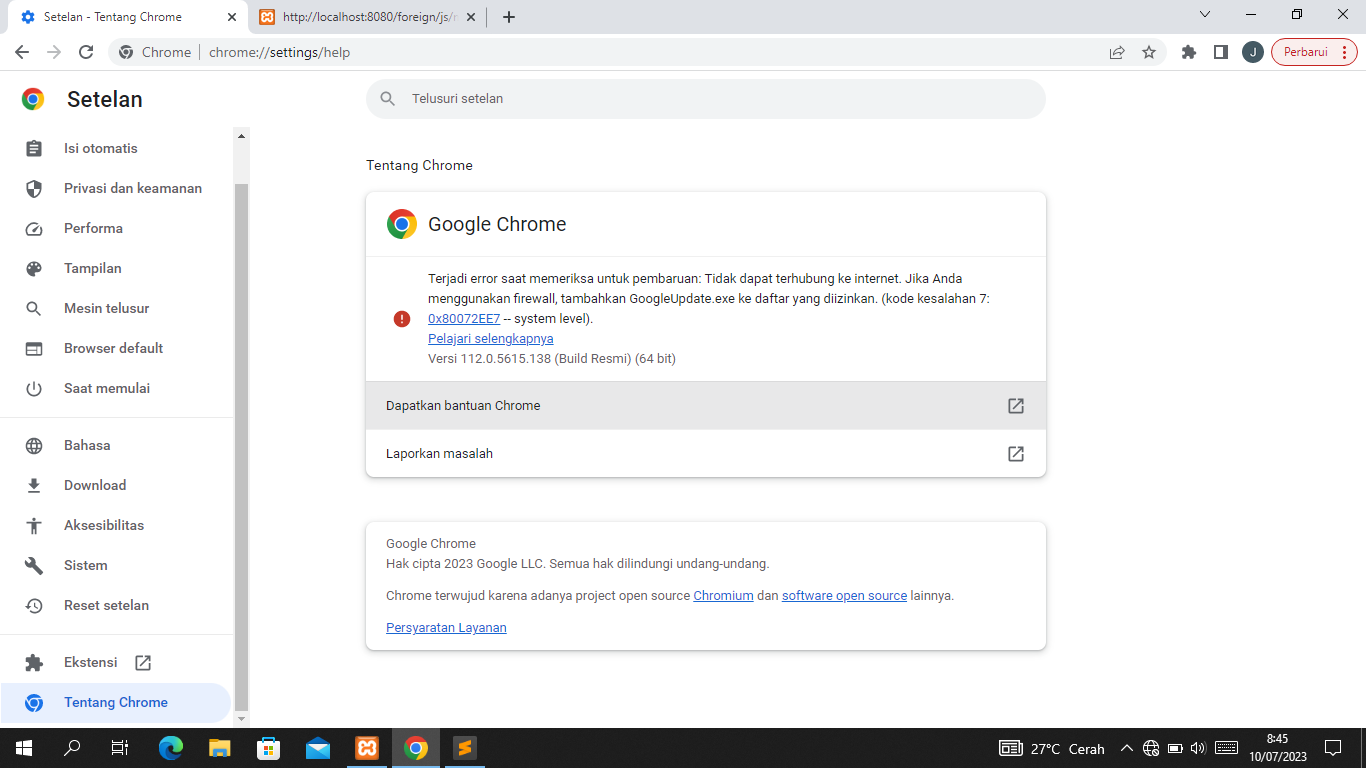 Setelan - Tentang Chrome
http://localhost:8080/foreign/js/
Chrome
chrome://settings/help
J
Perbarui
Setelan
Telusuri setelan
Isi otomatis
Privasi dan keamanan
Performa
Tampilan
Mesin telusur
Browser default
Saat memulai
Bahasa
Download
Aksesibilitas
Sistem
Reset setelan
Ekstensi
Tentang Chrome
Tentang Chrome
Google Chrome
Terjadi error saat memeriksa untuk pembaruan: Tidak dapat terhubung ke internet. Jika Anda
menggunakan firewall, tambahkan GoogleUpdate.exe ke daftar yang diizinkan. (kode kesalahan 7:
0x80072EE7 -- system level).
Pelajari selengkapnya
Versi 112.0.5615.138 (Build Resmi) (64 bit)
Dapatkan bantuan Chrome
Laporkan masalah
Google Chrome
Hak cipta 2023 Google LLC. Semua hak dilindungi undang-undang.
Chrome terwujud karena adanya project open source Chromium dan software open source lainnya.
Persyaratan Layanan
27°C Cerah
8:45
10/07/2023